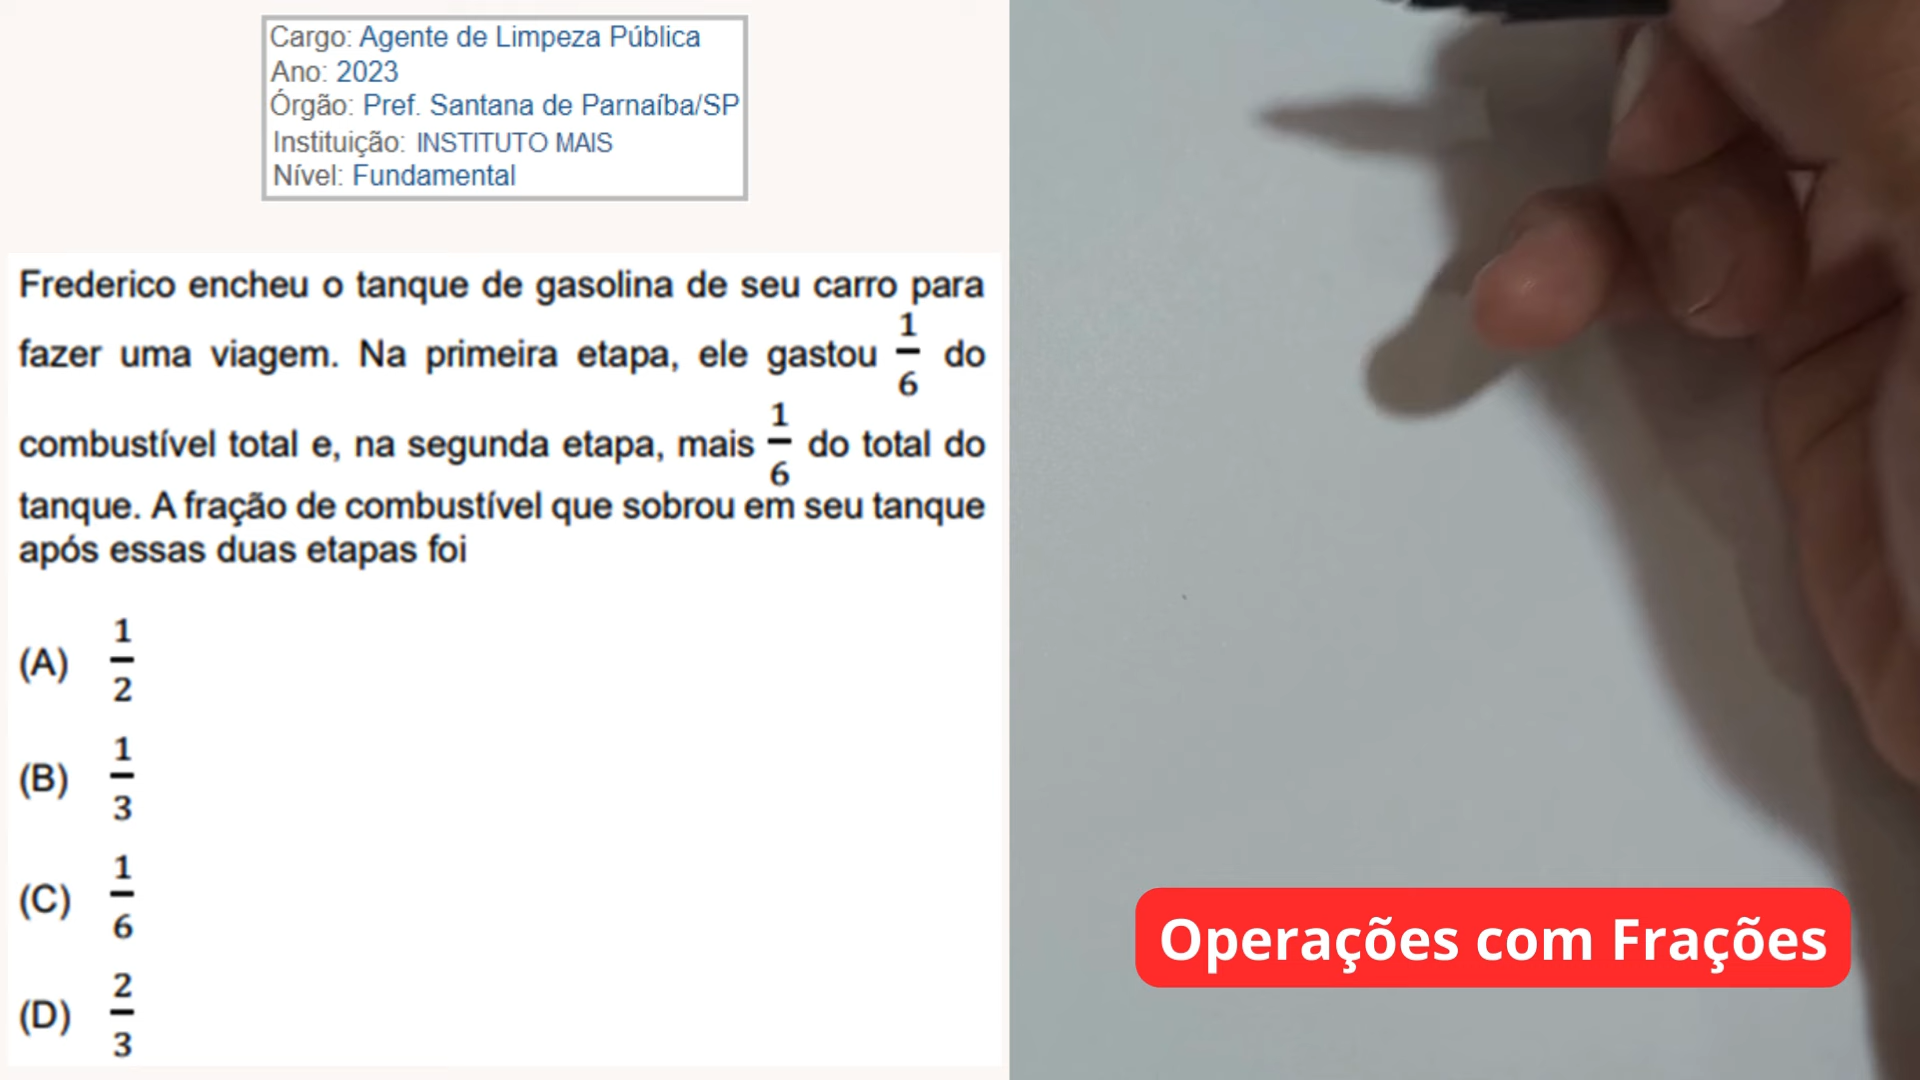 Cargo: Agente de Limpeza Pública
Ano: 2023
Órgão: Pref. Santana de Parnaíba/SP
Instituição: INSTITUTO MAIS
Nível: Fundamental
Frederico encheu o tanque de gasolina de seu carro para
fazer uma viagem. Na primeira etapa, ele gastou 1/6 do
combustível total e, na segunda etapa, mais 1/6 do total do
tanque. A fração de combustível que sobrou em seu tanque
após essas duas etapas foi
(A) 1/2
(B) 1/3
(C) 1/6
(D) 2/3
Operações com Frações